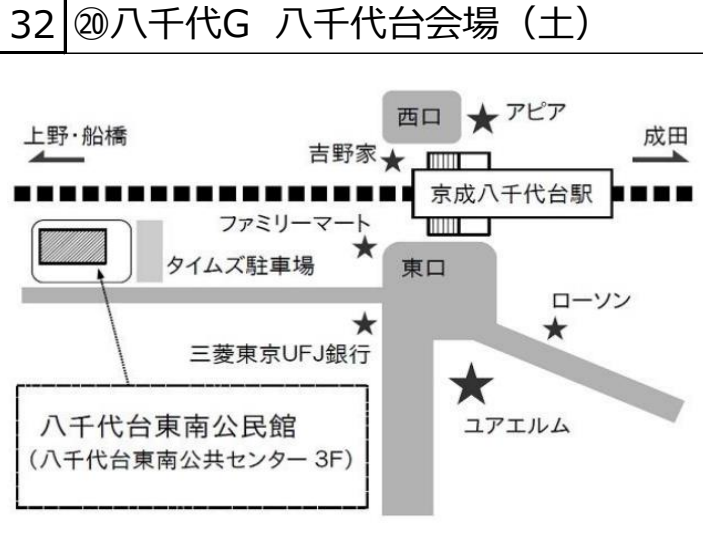 32 ⑳八千代G 八千代台会場（土）
西口
アピア
上野・船橋
成田
吉野家
京成八千代台駅
ファミリーマート
タイムズ駐車場
東口
ローソン
三菱東京UFJ銀行
ユアエルム
八千代台東南公民館
（八千代台東南公共センター 3F）